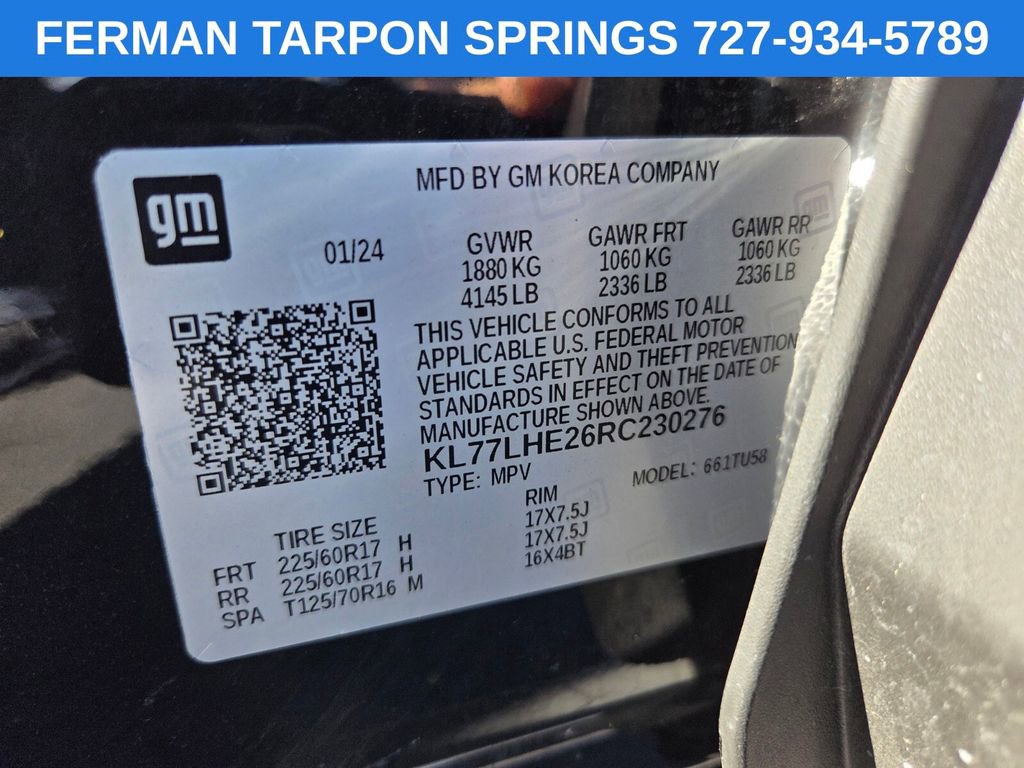 FERMAN TARPON SPRINGS 727-934-5789
gm
MFD BY GM KOREA COMPANY
01/24
GVWR GAWR FRT GAWR RR
1880 KG 1060 KG 1060 KG
4145 LB 2336 LB 2336 LB
THIS VEHICLE CONFORMS TO ALL
APPLICABLE U.S. FEDERAL MOTOR
VEHICLE SAFETY AND THEFT PREVENTION
STANDARDS IN EFFECT ON THE DATE OF
MANUFACTURE SHOWN ABOVE.
KL77LHE26RC230276
TYPE: MPV MODEL: 661TU58
TIRE SIZE RIM
FRT 225/60R17 H 17X7.5J
RR 225/60R17 H 17X7.5J
SPA T125/70R16 M 16X4BT